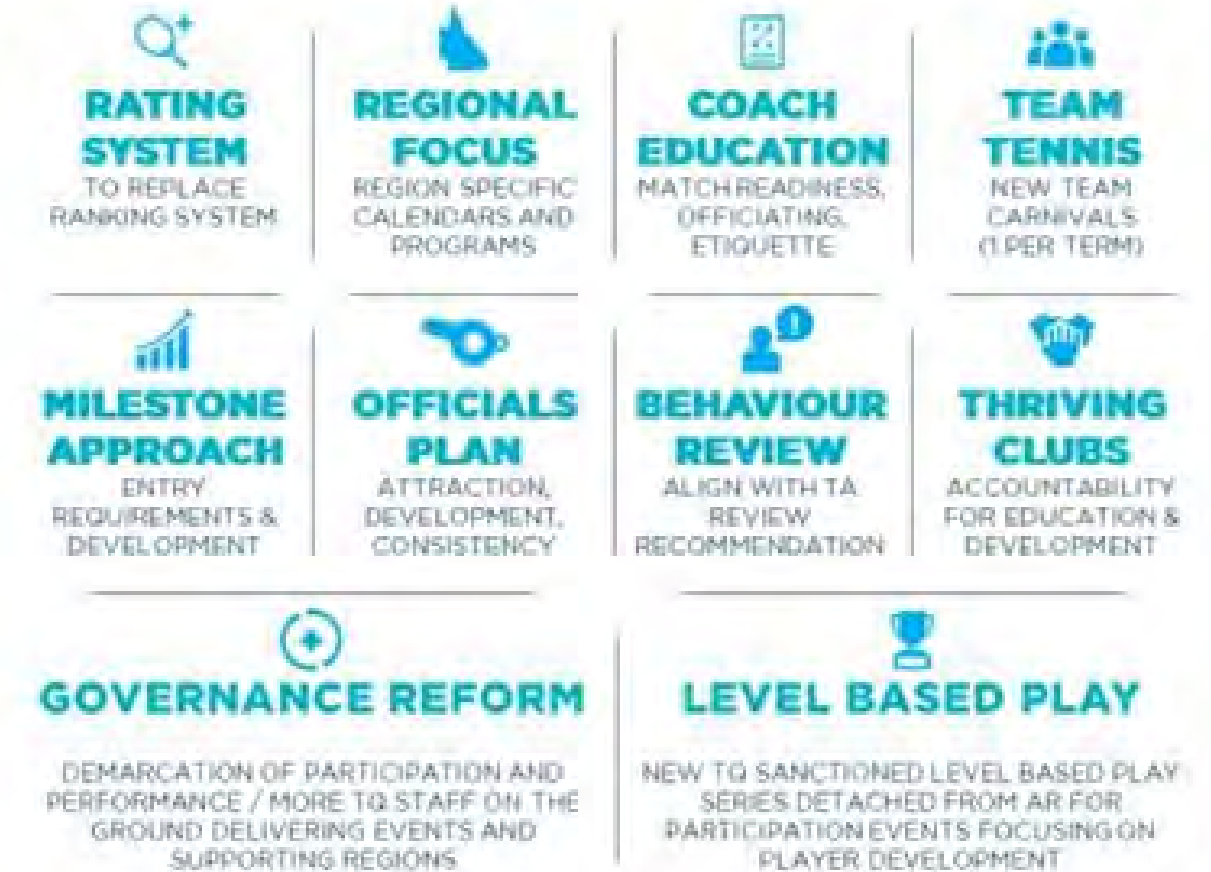 RATING
SYSTEM
TO REPLACE
RANKING SYSTEM
REGIONAL
FOCUS
REGION SPECIFIC
CALENDARS AND
PROGRAMS
COACH
EDUCATION
MATCH READINESS,
OFFICIATING,
ETIQUETTE
TEAM
TENNIS
NEW TEAM
CARNIVALS
(1 PER TERM)
MILESTONE
APPROACH
ENTRY
REQUIREMENTS &
DEVELOPMENT
OFFICIALS
PLAN
ATTRACTION,
DEVELOPMENT,
CONSISTENCY
BEHAVIOUR
REVIEW
ALIGN WITH TA
REVIEW
RECOMMENDATION
THRIVING
CLUBS
ACCOUNTABILITY
FOR EDUCATION &
DEVELOPMENT
GOVERNANCE REFORM
DEMARCATION OF PARTICIPATION AND
PERFORMANCE / MORE TQ STAFF ON THE
GROUND DELIVERING EVENTS AND
SUPPORTING REGIONS
LEVEL BASED PLAY
NEW TQ SANCTIONED LEVEL BASED PLAY
SERIES DETACHED FROM AR FOR
PARTICIPATION EVENTS FOCUSING ON
PLAYER DEVELOPMENT